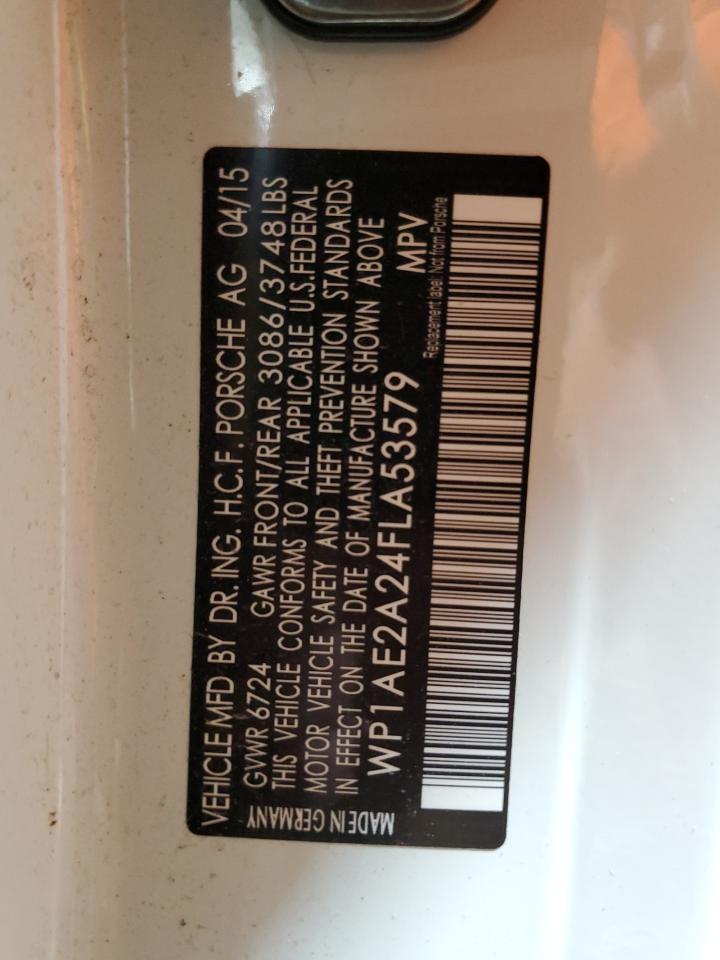 VEHICLE MFD BY DR. ING. H.C.F. PORSCHE AG 04/15
GVWR 6724 GAWR FRONT/REAR 3086/3748 LBS
THIS VEHICLE CONFORMS TO ALL APPLICABLE U.S.FEDERAL
MOTOR VEHICLE SAFETY AND THEFT PREVENTION STANDARDS
IN EFFECT ON THE DATE OF MANUFACTURE SHOWN ABOVE
WP1AE2A24FLA53579 MPV
Replacement label. Not from Porsche
MADE IN GERMANY